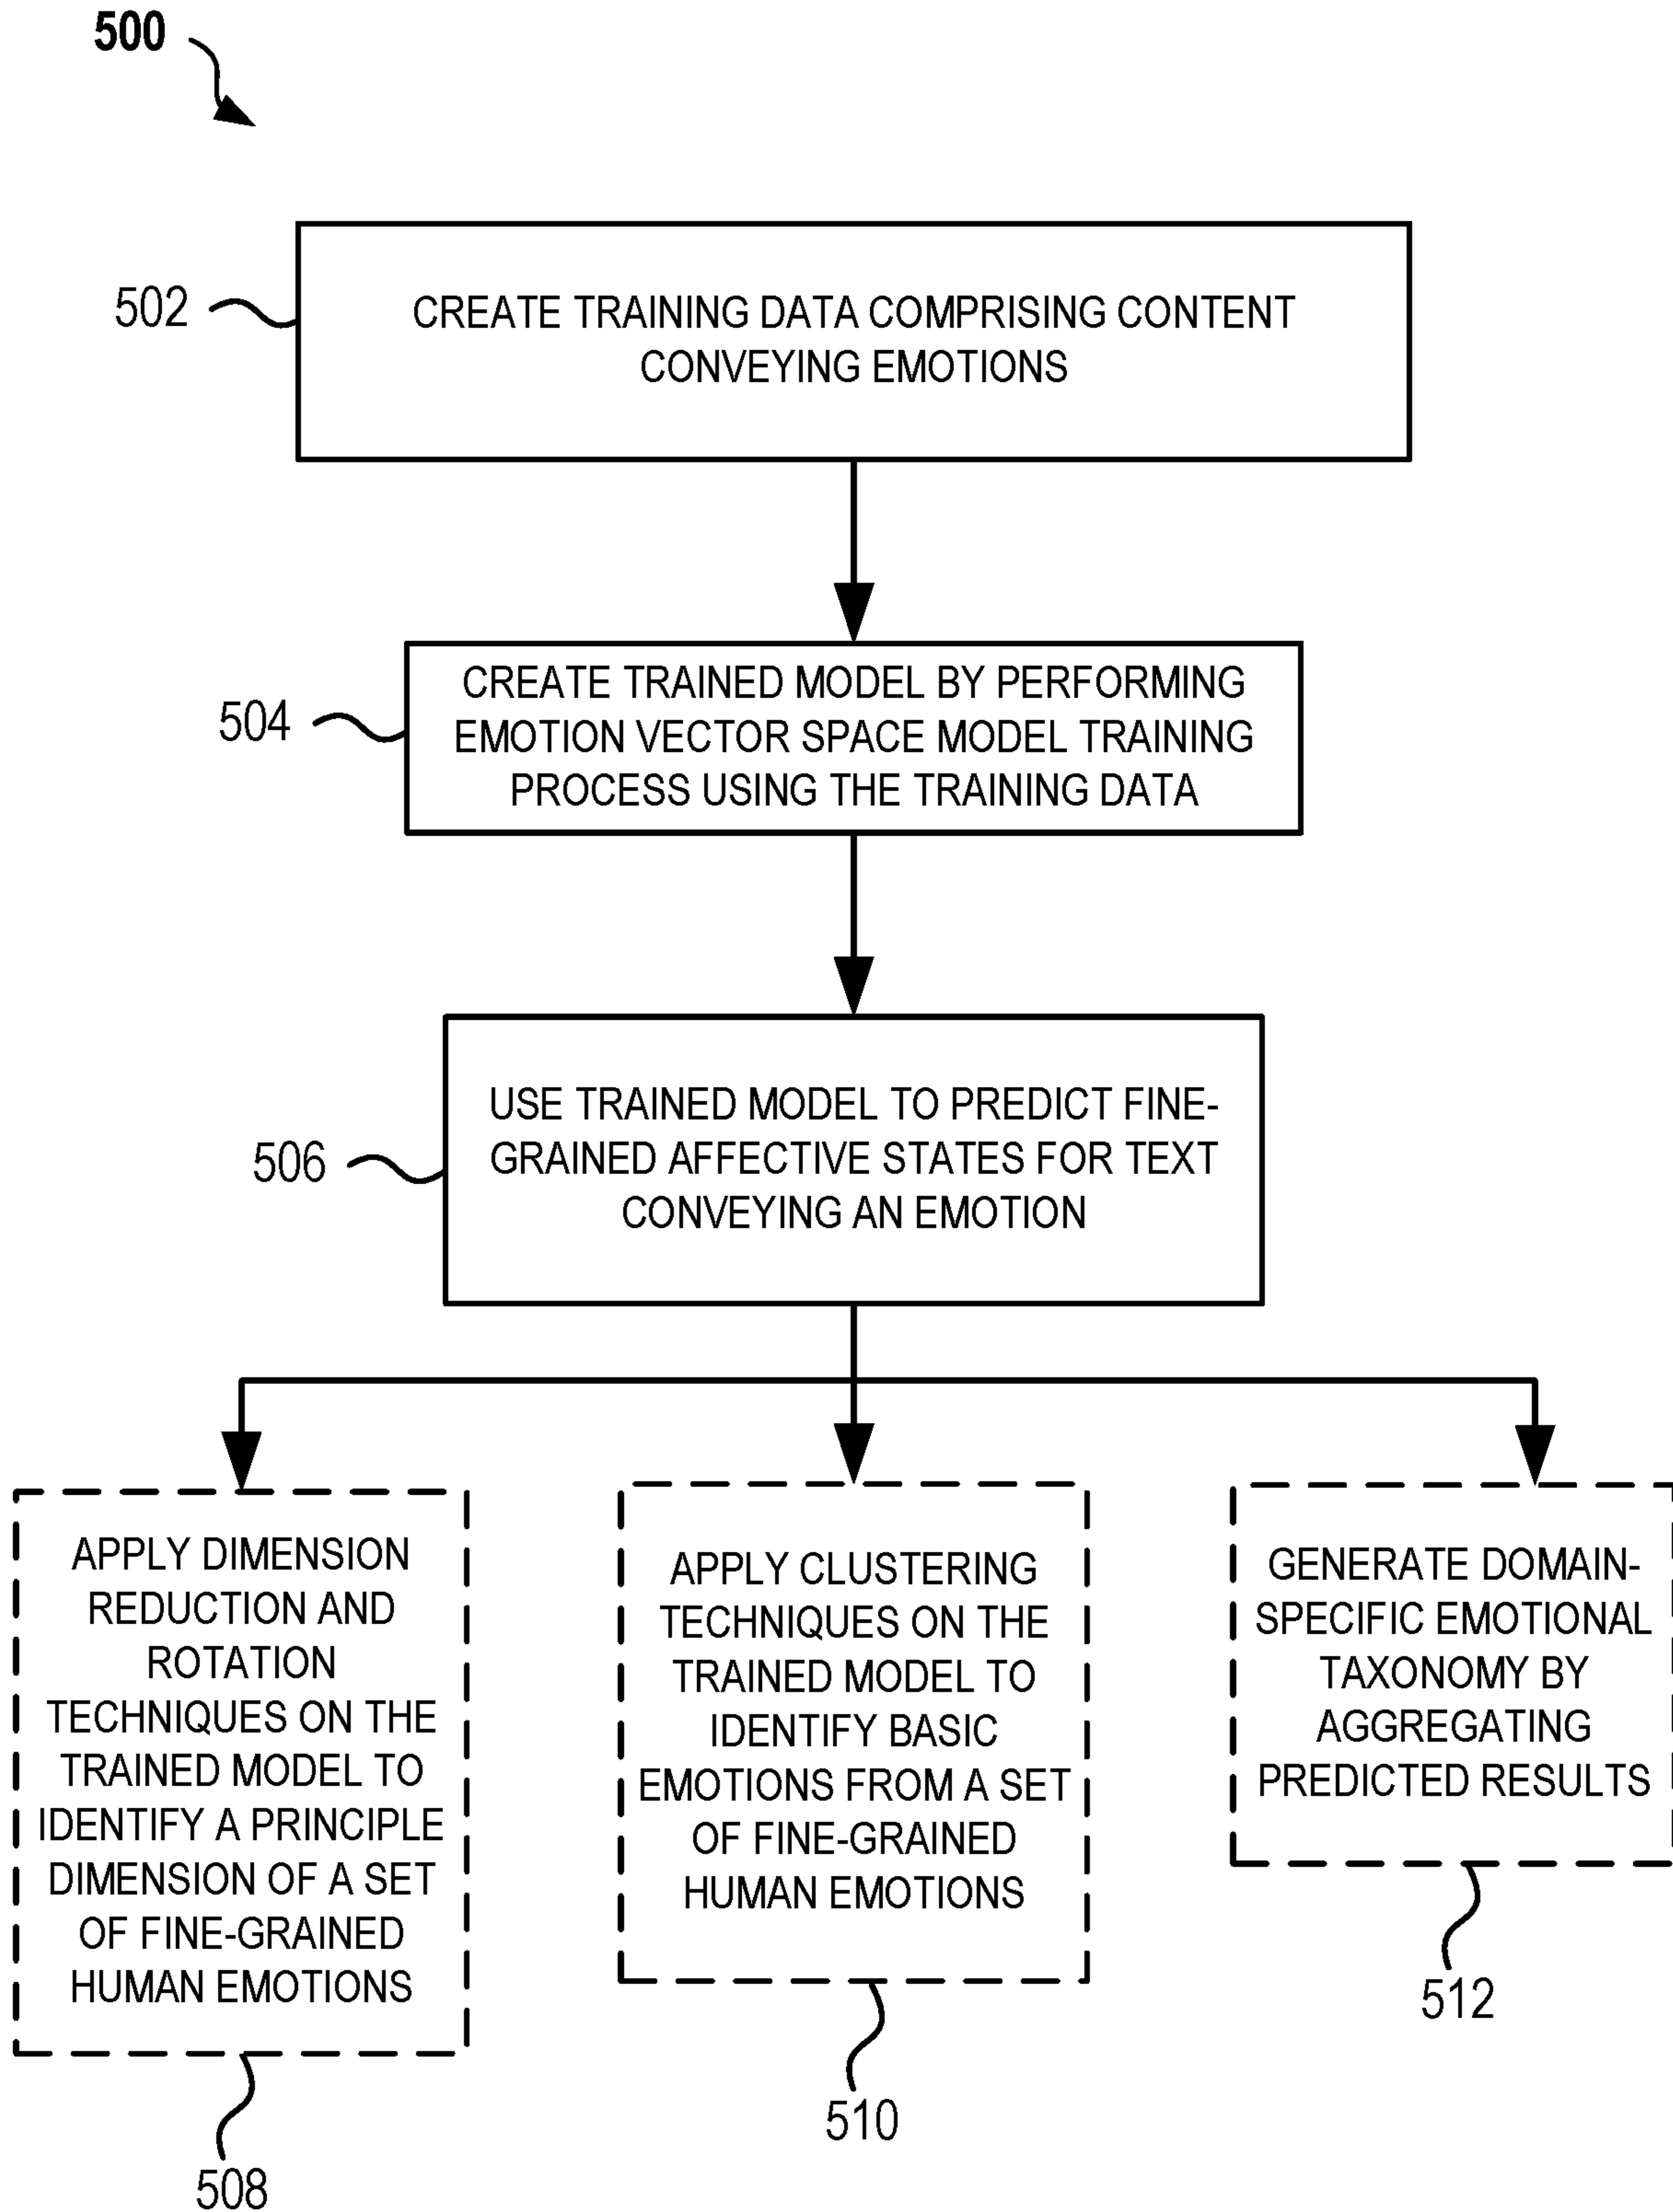 500
502
CREATE TRAINING DATA COMPRISING CONTENT
CONVEYING EMOTIONS
504
CREATE TRAINED MODEL BY PERFORMING
EMOTION VECTOR SPACE MODEL TRAINING
PROCESS USING THE TRAINING DATA
506
USE TRAINED MODEL TO PREDICT FINE-
GRAINED AFFECTIVE STATES FOR TEXT
CONVEYING AN EMOTION
APPLY DIMENSION
REDUCTION AND
ROTATION
TECHNIQUES ON THE
TRAINED MODEL TO
IDENTIFY A PRINCIPLE
DIMENSION OF A SET
OF FINE-GRAINED
HUMAN EMOTIONS
508
APPLY CLUSTERING
TECHNIQUES ON THE
TRAINED MODEL TO
IDENTIFY BASIC
EMOTIONS FROM A SET
OF FINE-GRAINED
HUMAN EMOTIONS
510
GENERATE DOMAIN-
SPECIFIC EMOTIONAL
TAXONOMY BY
AGGREGATING
PREDICTED RESULTS
512